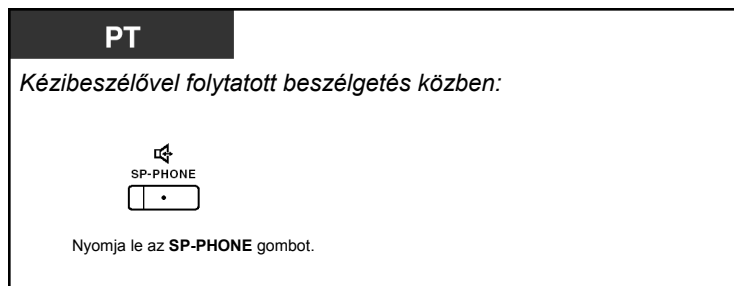 PT
Kézibeszélővel folytatott beszélgetés közben:
SP-PHONE
Nyomja le az SP-PHONE gombot.